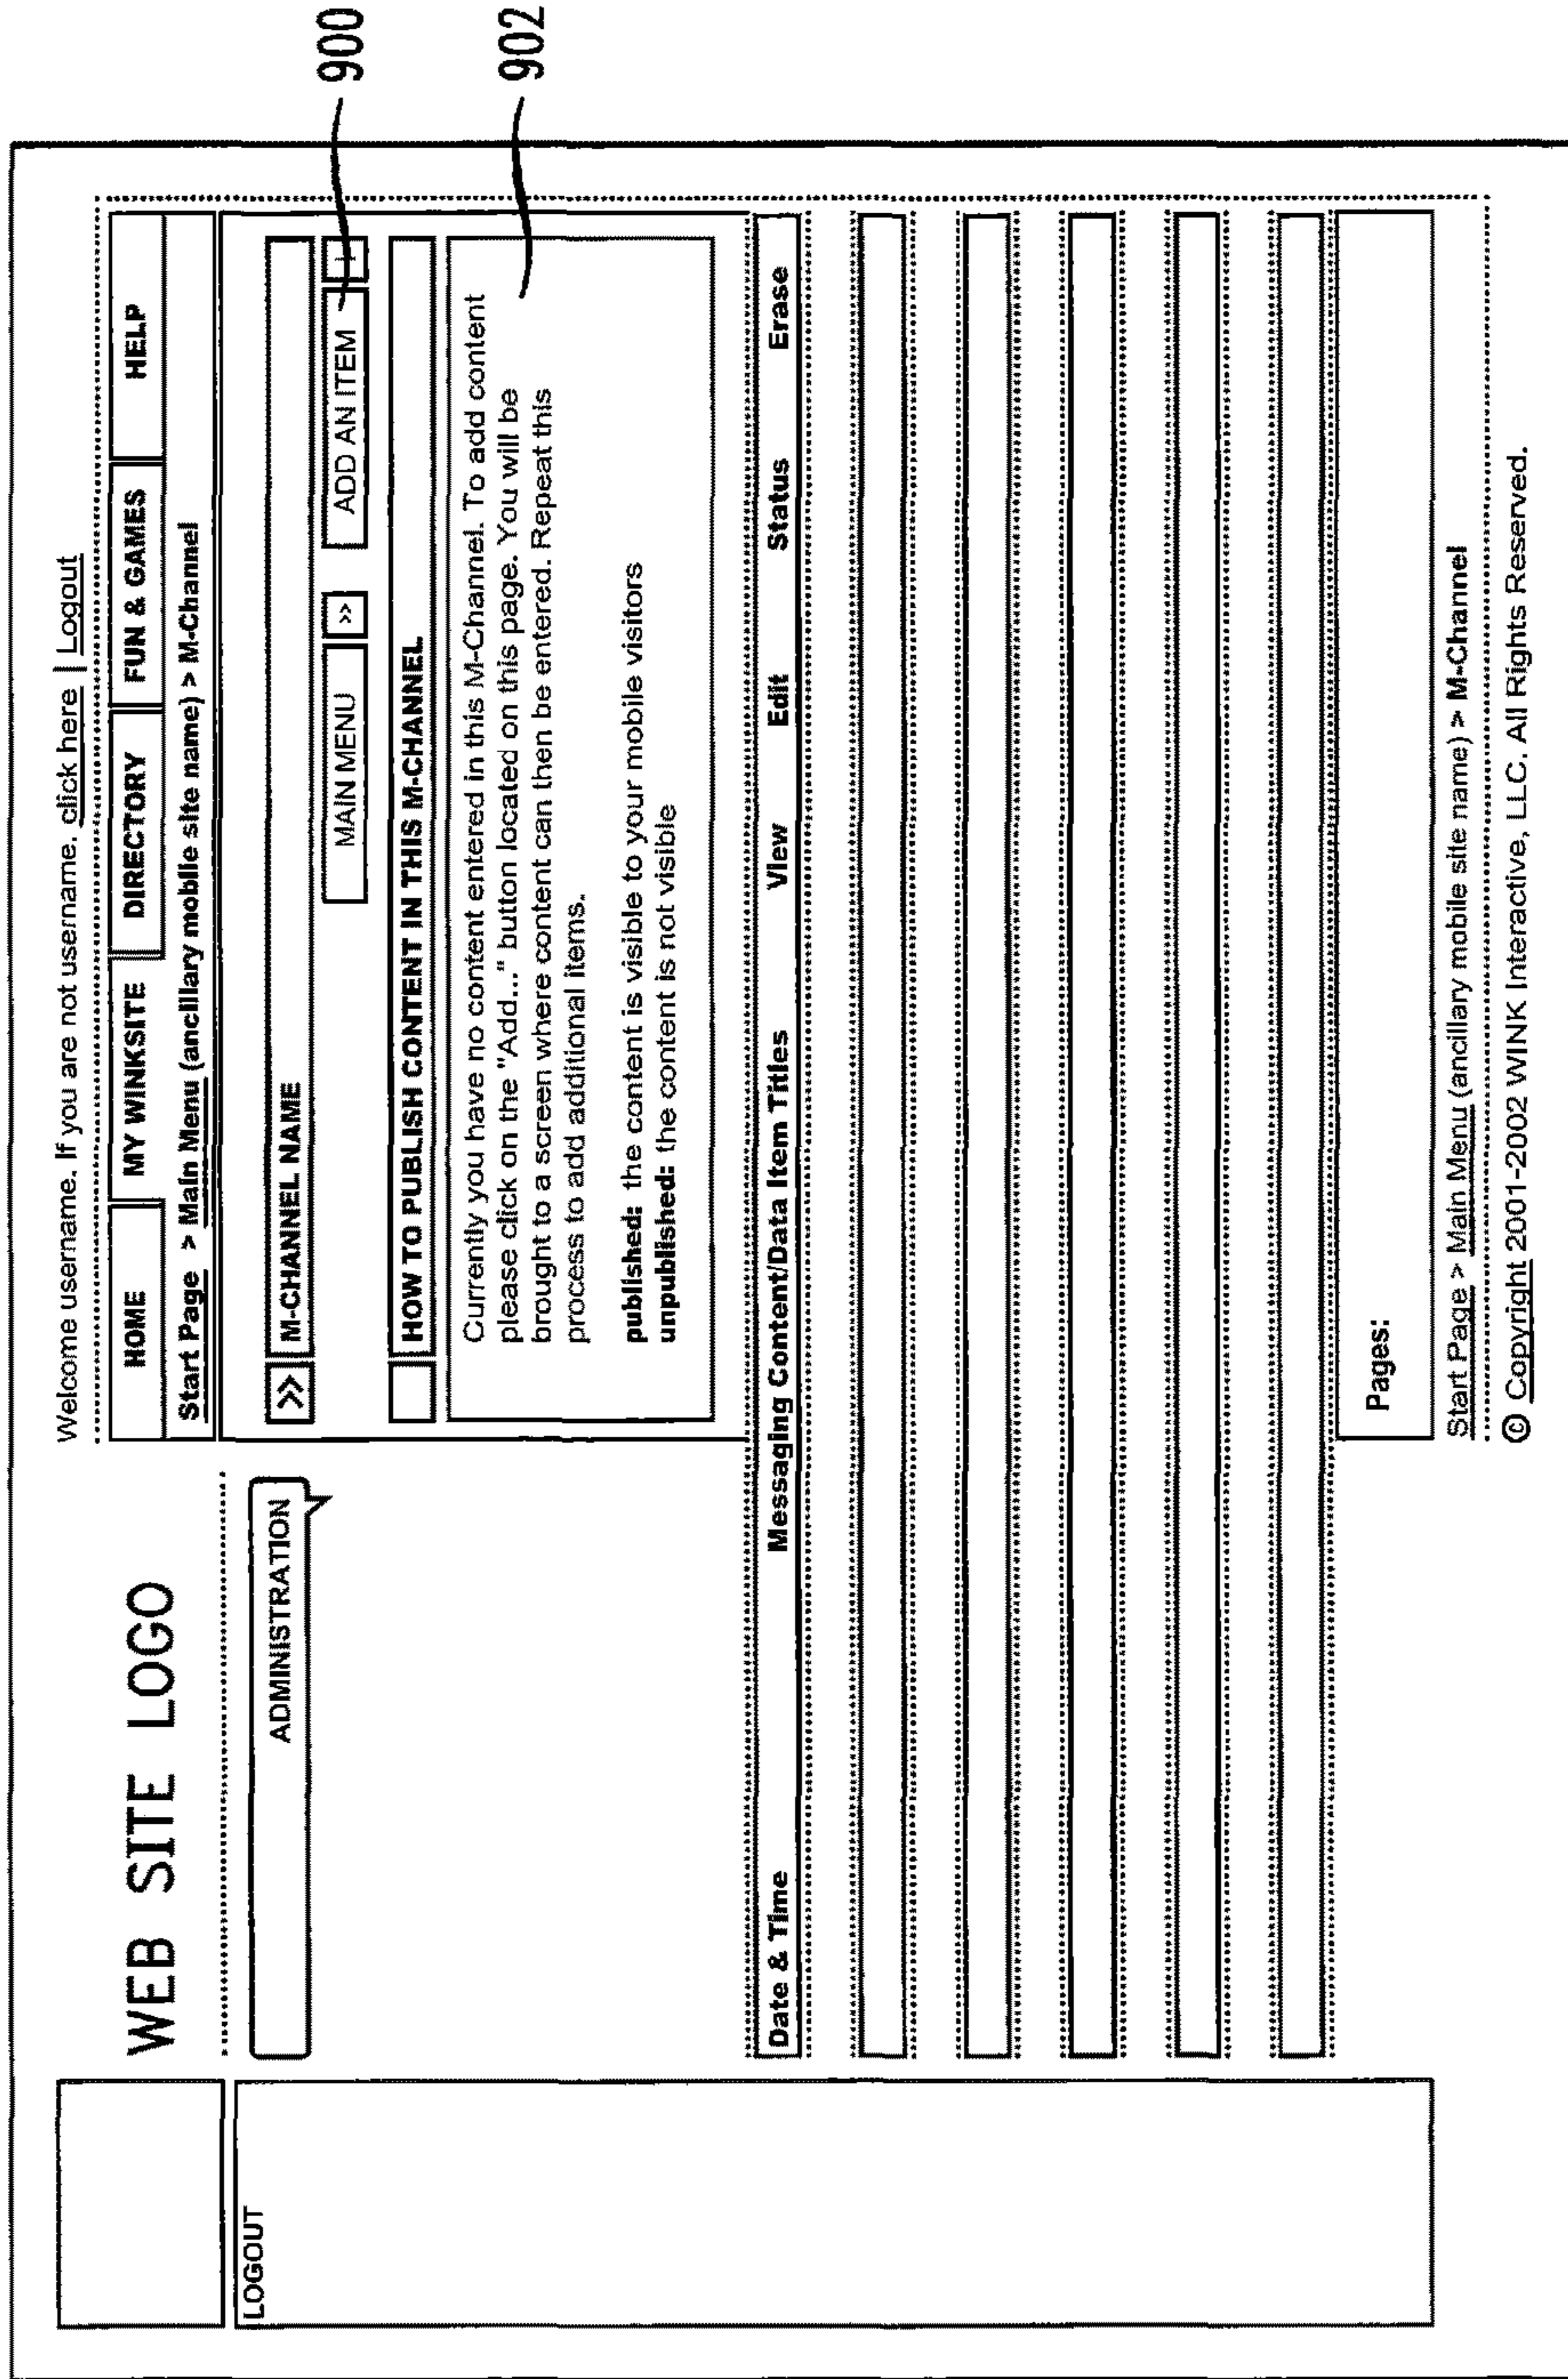 Welcome username. If you are not username, click here | Logout
WEB SITE LOGO
HOME MY WINKSITE DIRECTORY FUN & GAMES HELP
Start Page > Main Menu (ancillary mobile site name) > M-Channel
LOGOUT
ADMINISTRATION
>> M-CHANNEL NAME
MAIN MENU >> ADD AN ITEM +
900
HOW TO PUBLISH CONTENT IN THIS M-CHANNEL
Currently you have no content entered in this M-Channel. To add content
please click on the "Add..." button located on this page. You will be
brought to a screen where content can then be entered. Repeat this
process to add additional items.
902
published: the content is visible to your mobile visitors
unpublished: the content is not visible
Date & Time Messaging Content/Data Item Titles View Edit Status Erase
Pages:
Start Page > Main Menu (ancillary mobile site name) > M-Channel
© Copyright 2001-2002 WINK Interactive, LLC. All Rights Reserved.